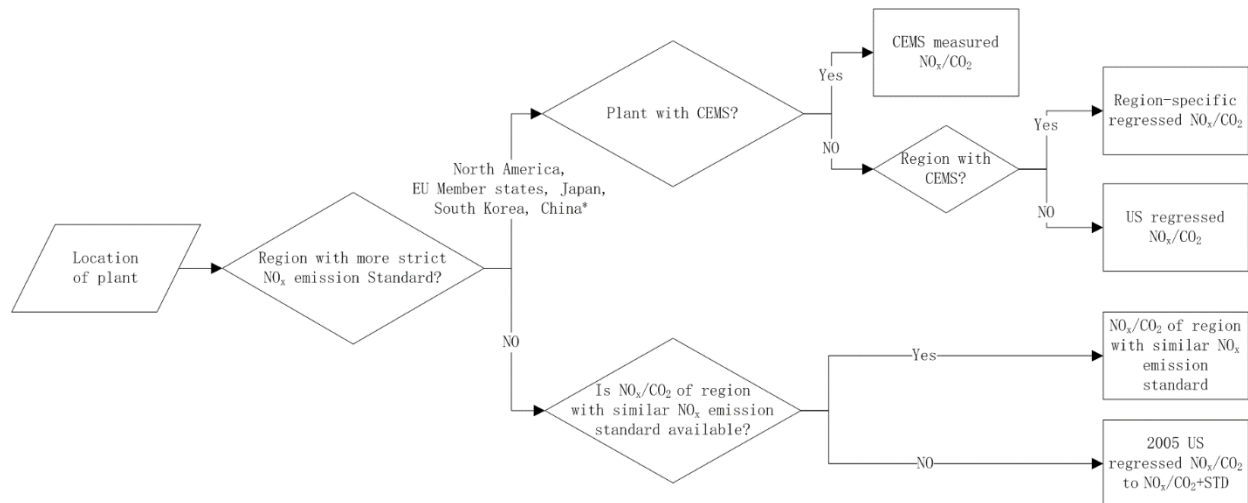 Location
of plant
Region with more strict
NOₓ emission Standard?
North America,
EU Member states, Japan,
South Korea, China*
NO
Plant with CEMS?
Yes
NO
CEMS measured
NOₓ/CO₂
Region with
CEMS?
Yes
NO
Region-specific
regressed NOₓ/CO₂
US regressed
NOₓ/CO₂
Is NOₓ/CO₂ of region
with similar NOₓ emission
standard available?
Yes
NO
NOₓ/CO₂ of region
with similar NOₓ
emission
standard
2005 US
regressed NOₓ/CO₂
to NOₓ/CO₂+STD